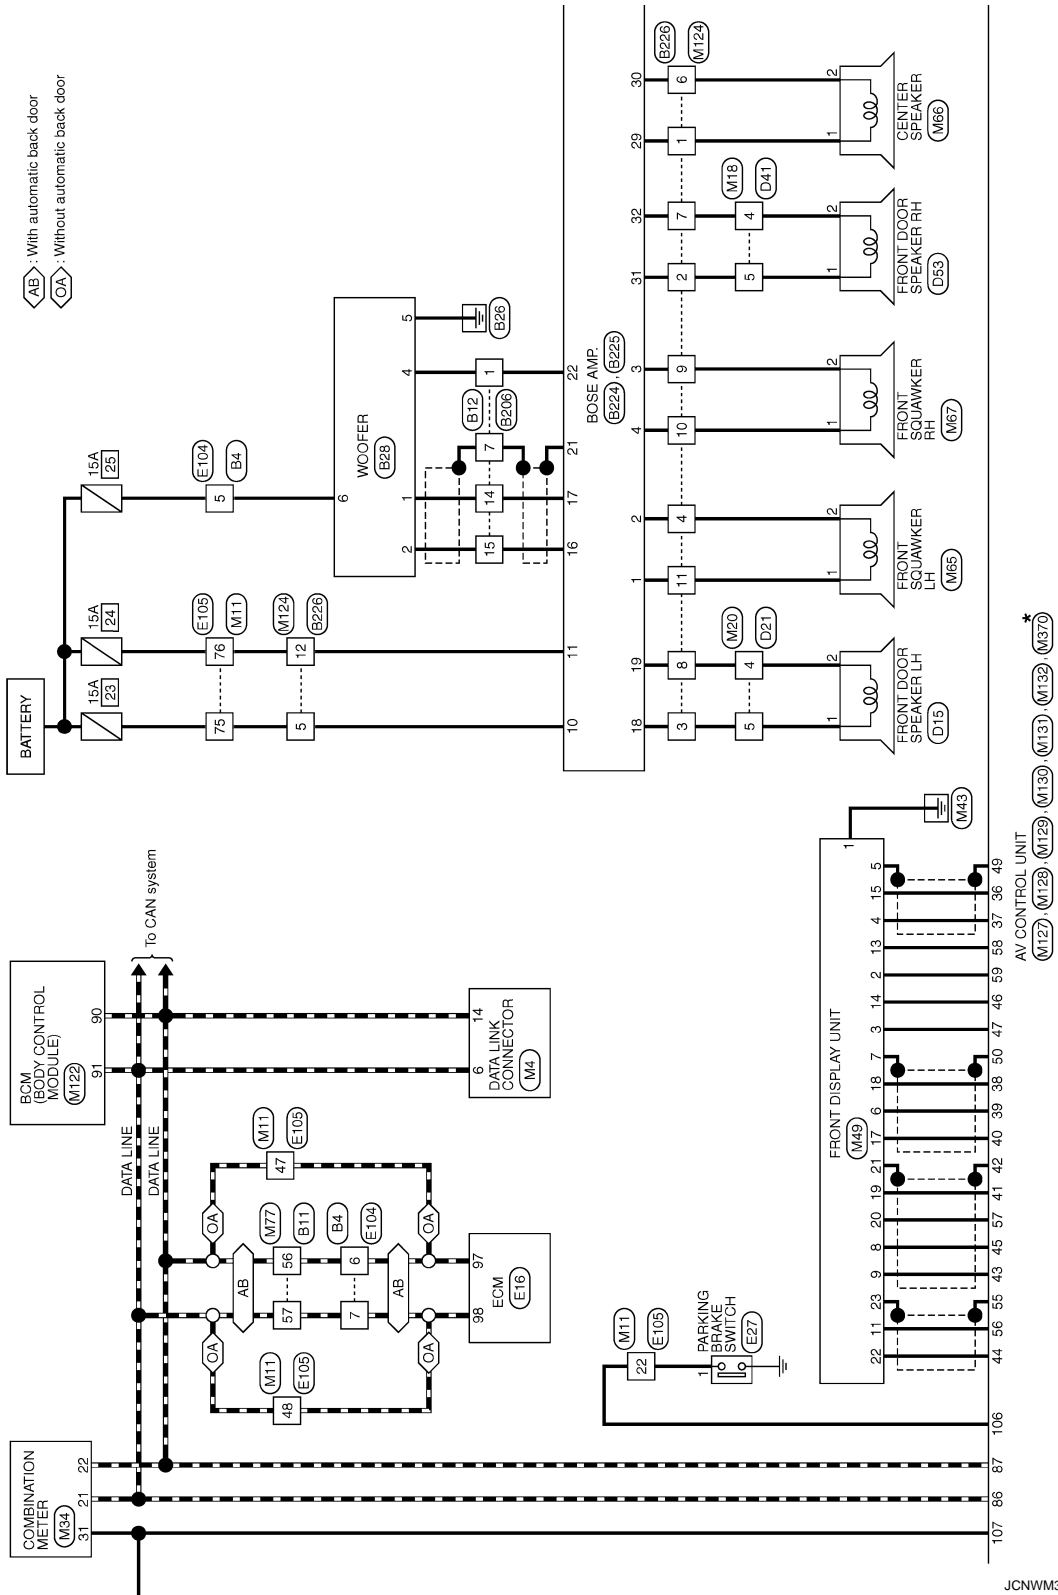 AB : With automatic back door
OA : Without automatic back door
BATTERY
15A
23
15A
24
15A
25
E105
M11
75
76
M124
B226
5
12
E104
B4
5
6
WOOFER
B28
2
1
4
5
B26
B12
B206
15
14
7
1
10
11
16
17
21
22
BOSE AMP.
B224 , B225
18
19
1
2
4
3
31
32
29
30
B226
M124
3
8
11
4
10
9
2
7
1
6
M20
D21
5
4
M18
D41
5
4
1
2
FRONT DOOR
SPEAKER LH
D15
1
2
FRONT
SQUAWKER
LH
M65
1
2
FRONT
SQUAWKER
RH
M67
1
2
FRONT DOOR
SPEAKER RH
D53
1
2
CENTER
SPEAKER
M66
COMBINATION
METER
M34
31
21
22
BCM
(BODY CONTROL
MODULE)
M122
91
90
DATA LINE
DATA LINE
To CAN system
OA
OA
M11
E105
48
AB
M77
B11
57
56
B4
E104
7
6
AB
M11
E105
47
OA
OA
98
97
ECM
E16
6
14
DATA LINK
CONNECTOR
M4
M11
E105
22
1
PARKING
BRAKE
SWITCH
E27
FRONT DISPLAY UNIT
M49
1
M43
22
11
23
9
8
20
19
21
17
6
18
7
3
14
2
13
4
15
5
107
86
87
106
44
56
55
43
45
57
41
42
40
39
38
50
47
46
59
58
37
36
49
AV CONTROL UNIT
M127 , M128 , M129 , M130 , M131 , M132 , M370
*
JCNWM3